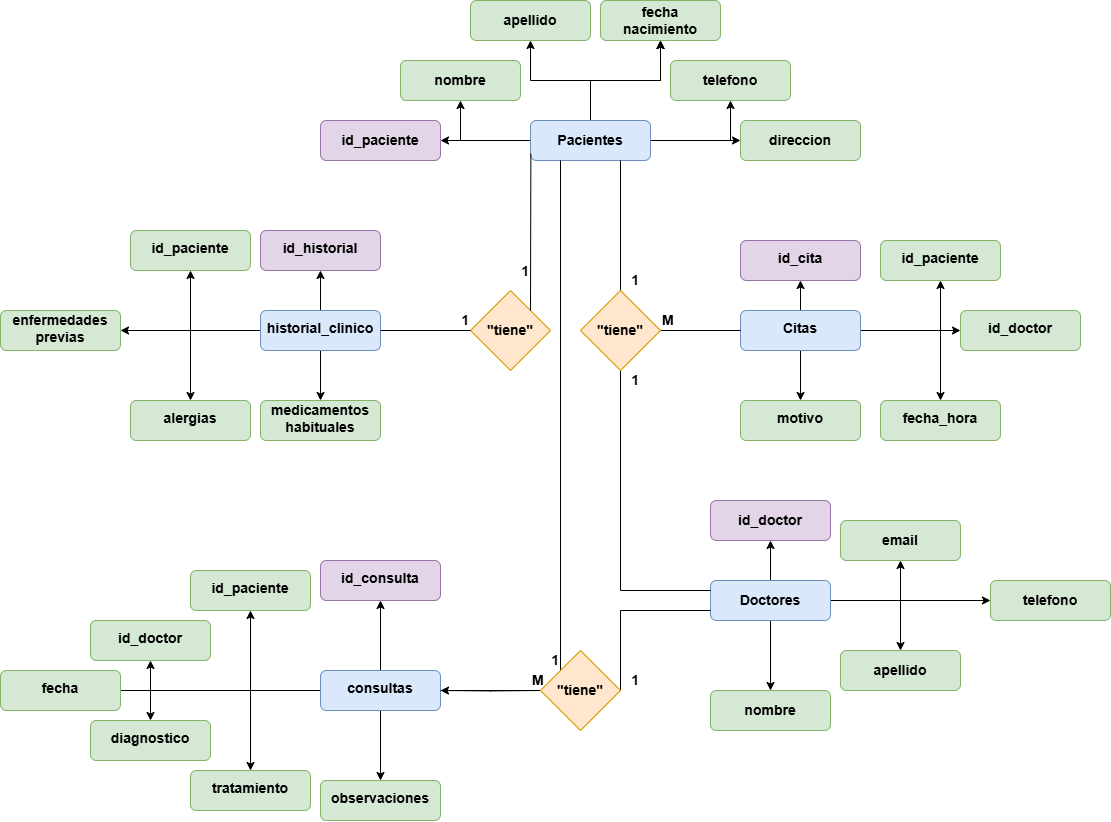 apellido
fecha
nacimiento
nombre
telefono
id_paciente
Pacientes
direccion
id_paciente
id_historial
1
1
id_cita
id_paciente
enfermedades
previas
historial_clinico
1
"tiene"
"tiene"
M
Citas
id_doctor
1
alergias
medicamentos
habituales
motivo
fecha_hora
id_doctor
email
id_paciente
id_consulta
Doctores
telefono
id_doctor
1
apellido
fecha
consultas
M
"tiene"
1
nombre
diagnostico
tratamiento
observaciones